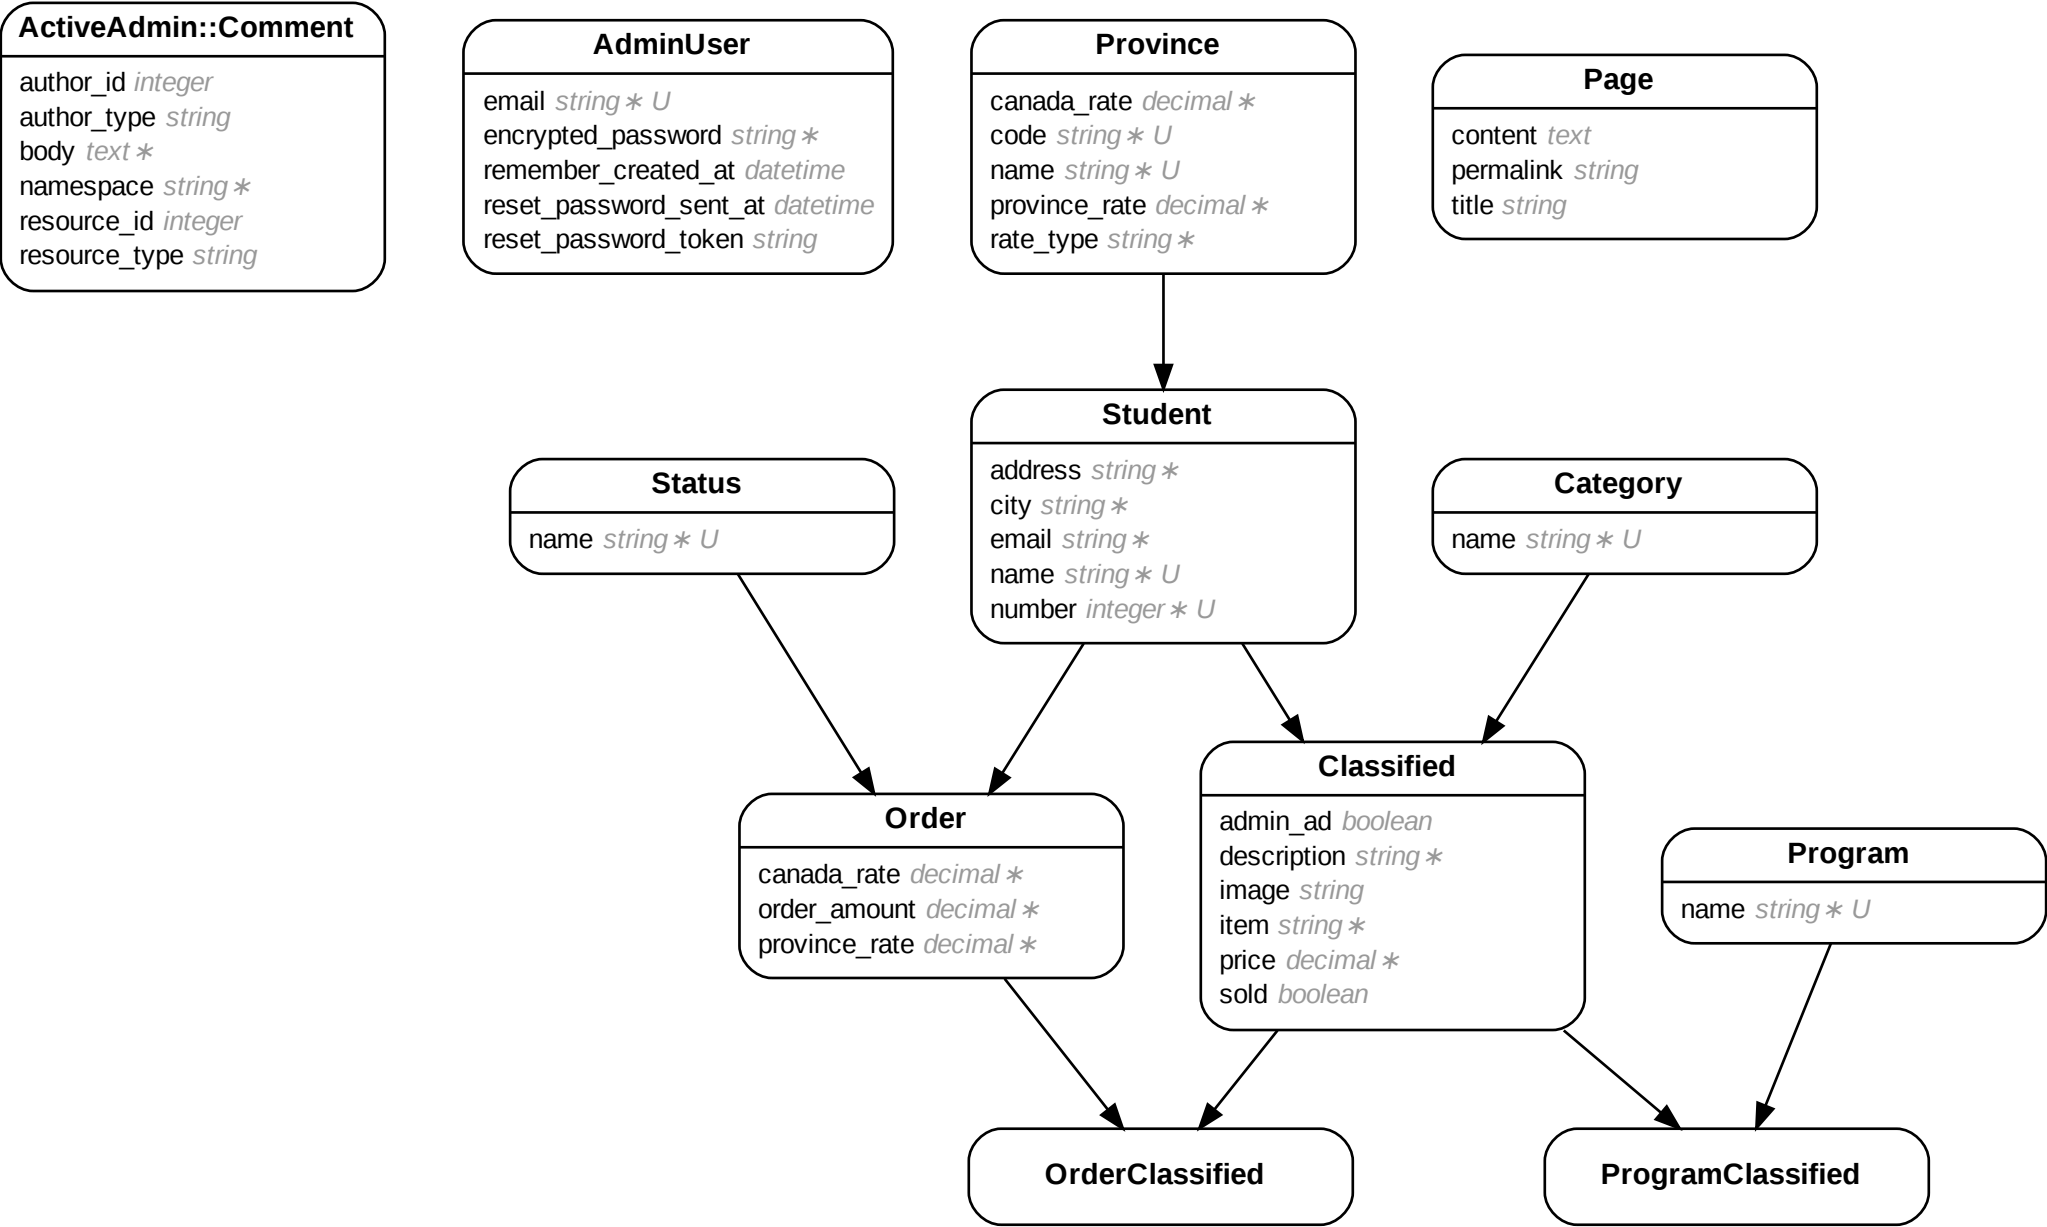 ActiveAdmin::Comment
author_id integer
author_type string
body text ∗
namespace string ∗
resource_id integer
resource_type string
AdminUser
email string ∗ U
encrypted_password string ∗
remember_created_at datetime
reset_password_sent_at datetime
reset_password_token string
Province
canada_rate decimal ∗
code string ∗ U
name string ∗ U
province_rate decimal ∗
rate_type string ∗
Page
content text
permalink string
title string
Student
address string ∗
city string ∗
email string ∗
name string ∗ U
number integer ∗ U
Status
name string ∗ U
Category
name string ∗ U
Order
canada_rate decimal ∗
order_amount decimal ∗
province_rate decimal ∗
Classified
admin_ad boolean
description string ∗
image string
item string ∗
price decimal ∗
sold boolean
Program
name string ∗ U
OrderClassified
ProgramClassified